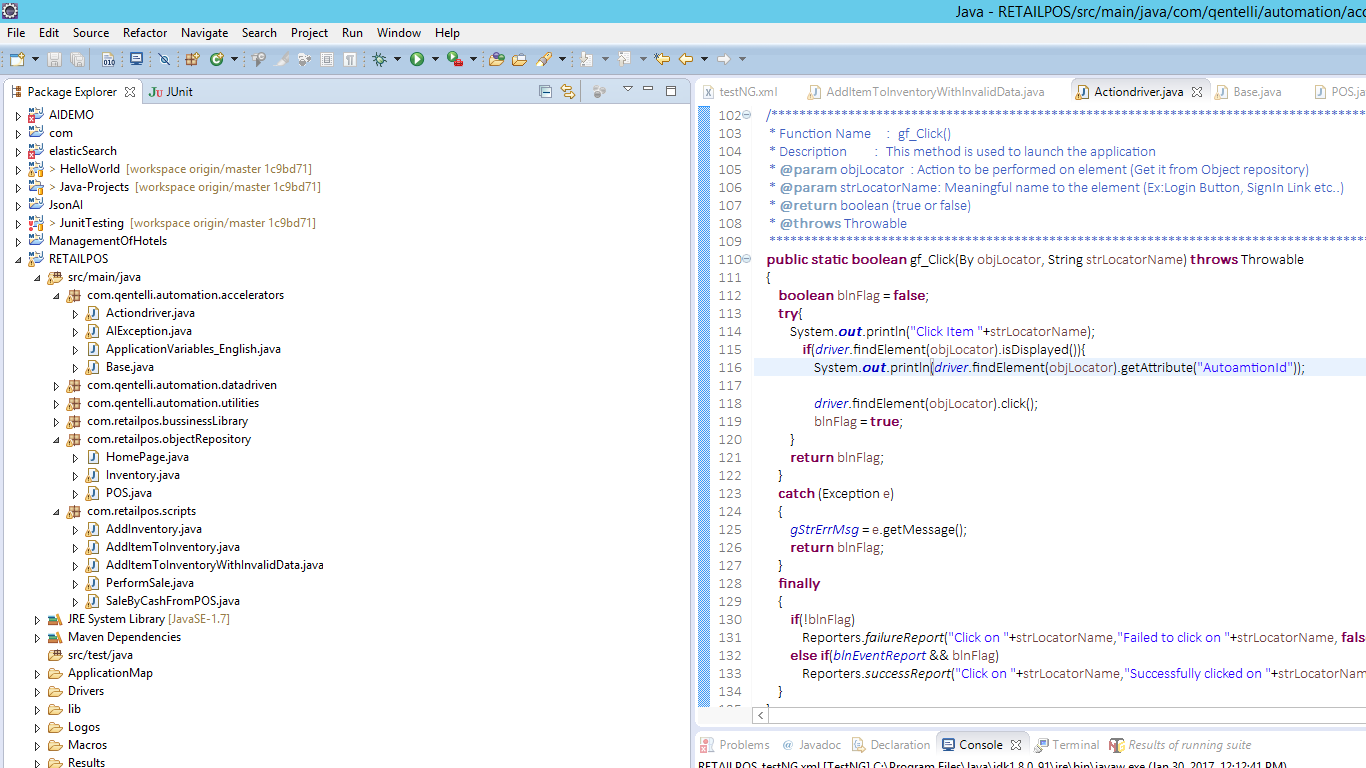 Java - RETAILPOS/src/main/java/com/qentelli/automation/acc
File Edit Source Refactor Navigate Search Project Run Window Help
Package Explorer JUnit
testNG.xml AddItemToInventoryWithInvalidData.java Actiondriver.java Base.java POS.java
AIDEMO
com
elasticSearch
> HelloWorld [workspace origin/master 1c9bd71]
> Java-Projects [workspace origin/master 1c9bd71]
JsonAI
> JunitTesting [workspace origin/master 1c9bd71]
ManagementOfHotels
RETAILPOS
src/main/java
com.qentelli.automation.accelerators
Actiondriver.java
AIException.java
ApplicationVariables_English.java
Base.java
com.qentelli.automation.datadriven
com.qentelli.automation.utilities
com.retailpos.bussinessLibrary
com.retailpos.objectRepository
HomePage.java
Inventory.java
POS.java
com.retailpos.scripts
AddInventory.java
AddItemToInventory.java
AddItemToInventoryWithInvalidData.java
PerformSale.java
SaleByCashFromPOS.java
JRE System Library [JavaSE-1.7]
Maven Dependencies
src/test/java
ApplicationMap
Drivers
lib
Logos
Macros
Results
102 /************************************************************
103 * Function Name : gf_Click()
104 * Description : This method is used to launch the application
105 * @param objLocator : Action to be performed on element (Get it from Object repository)
106 * @param strLocatorName: Meaningful name to the element (Ex:Login Button, SignIn Link etc..)
107 * @return boolean (true or false)
108 * @throws Throwable
109 ************************************************************
110 public static boolean gf_Click(By objLocator, String strLocatorName) throws Throwable
111 {
112 boolean blnFlag = false;
113 try{
114 System.out.println("Click Item "+strLocatorName);
115 if(driver.findElement(objLocator).isDisplayed()){
116 System.out.println(driver.findElement(objLocator).getAttribute("AutoamtionId"));
117
118 driver.findElement(objLocator).click();
119 blnFlag = true;
120 }
121 return blnFlag;
122 }
123 catch (Exception e)
124 {
125 gStrErrMsg = e.getMessage();
126 return blnFlag;
127 }
128 finally
129 {
130 if(!blnFlag)
131 Reporters.failureReport("Click on "+strLocatorName,"Failed to click on "+strLocatorName, fals
132 else if(blnEventReport && blnFlag)
133 Reporters.successReport("Click on "+strLocatorName,"Successfully clicked on "+strLocatorName
134 }
Problems Javadoc Declaration Console Terminal Results of running suite
RETAILPOS_testNG.xml [TestNG] C:\Program Files\Java\jdk1.8.0_91\jre\bin\javaw.exe (Jan 30, 2017, 12:12:41 PM)